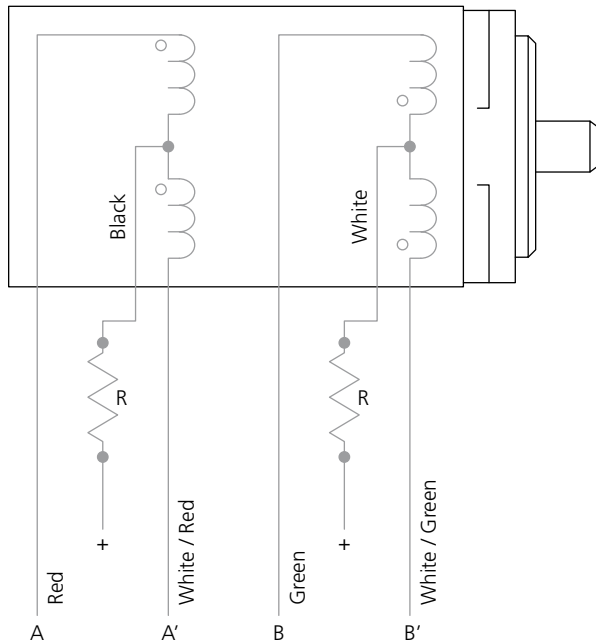 Black
White
R
R
+
+
Red
White / Red
Green
White / Green
A
A’
B
B’